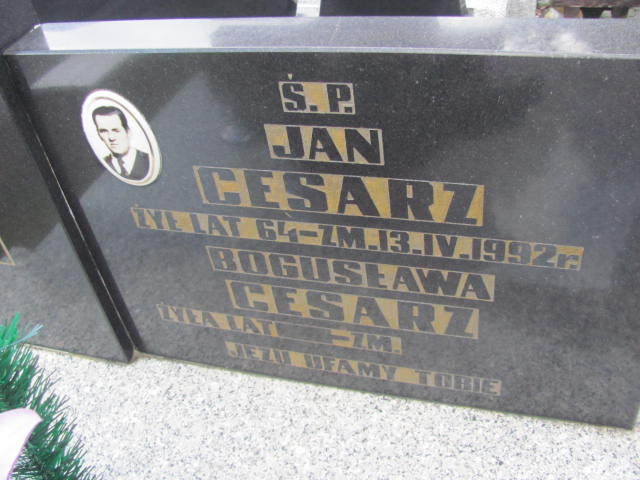 Ś. P.
JAN
CESARZ
ŻYŁ LAT 64-ZM.13.IV.1992r.
BOGUSŁAWA
CESARZ
ŻYŁA LAT -ZM.
JEZU UFAMY TOBIE